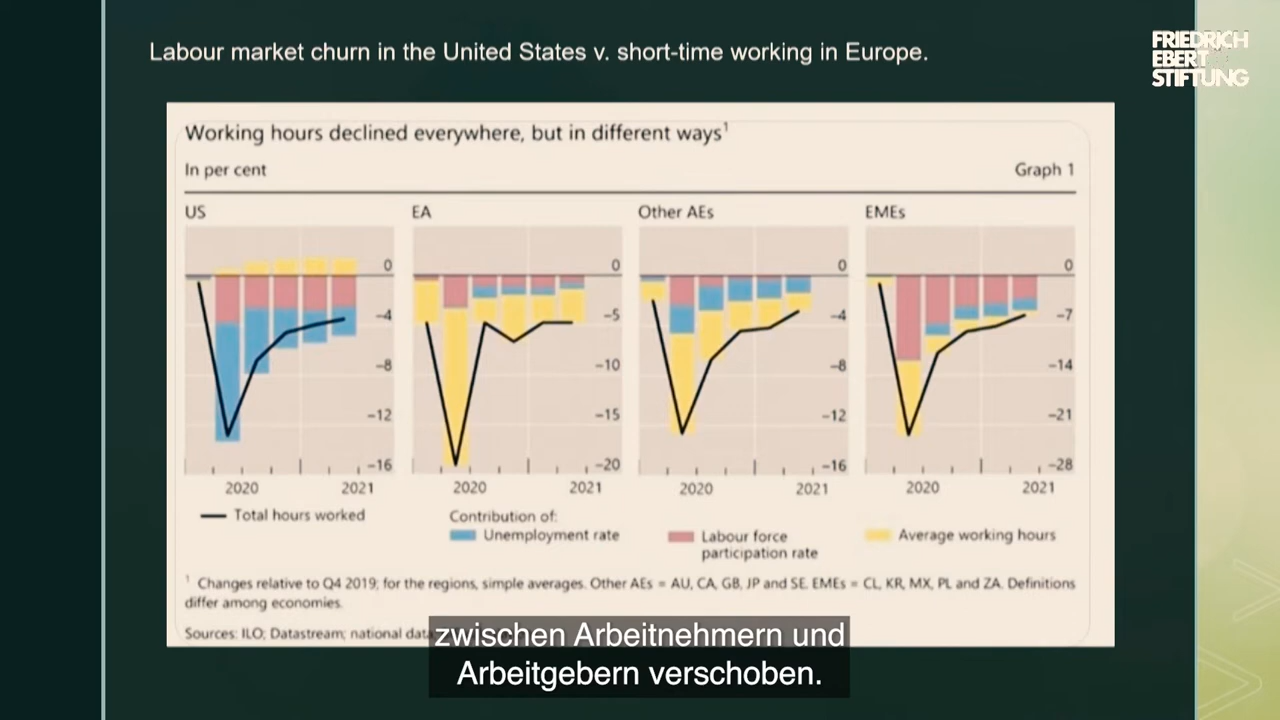 Labour market churn in the United States v. short-time working in Europe.
FRIEDRICH
EBERT
STIFTUNG
Working hours declined everywhere, but in different ways¹
In per cent
Graph 1
US
EA
Other AEs
EMEs
0
−4
−8
−12
−16
0
−5
−10
−15
−20
0
−4
−8
−12
−16
0
−7
−14
−21
−28
2020 2021
2020 2021
2020 2021
2020 2021
Total hours worked
Contribution of:
Unemployment rate
Labour force
participation rate
Average working hours
¹ Changes relative to Q4 2019; for the regions, simple averages. Other AEs = AU, CA, GB, JP and SE. EMEs = CL, KR, MX, PL and ZA. Definitions
differ among economies.
Sources: ILO; Datastream; national data
zwischen Arbeitnehmern und
Arbeitgebern verschoben.